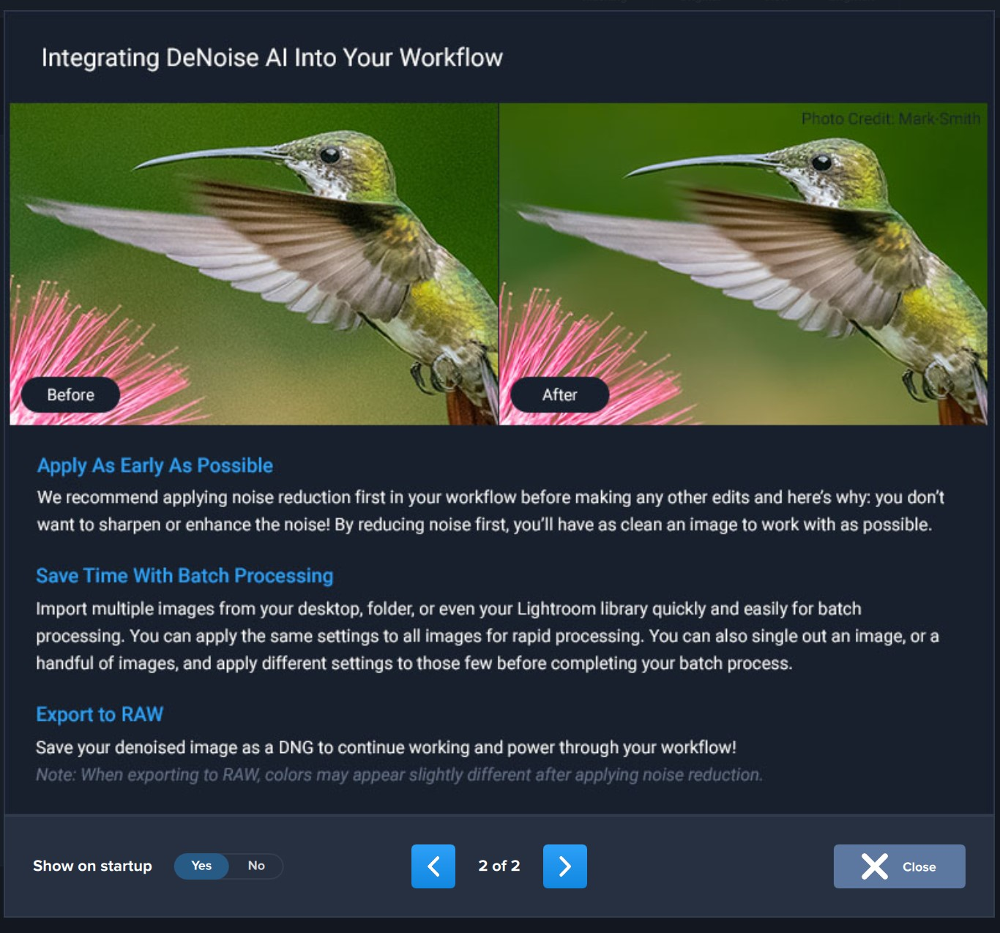 Integrating DeNoise AI Into Your Workflow
Photo Credit: Mark Smith
Before
After
Apply As Early As Possible
We recommend applying noise reduction first in your workflow before making any other edits and here’s why: you don’t
want to sharpen or enhance the noise! By reducing noise first, you’ll have as clean an image to work with as possible.
Save Time With Batch Processing
Import multiple images from your desktop, folder, or even your Lightroom library quickly and easily for batch
processing. You can apply the same settings to all images for rapid processing. You can also single out an image, or a
handful of images, and apply different settings to those few before completing your batch process.
Export to RAW
Save your denoised image as a DNG to continue working and power through your workflow!
Note: When exporting to RAW, colors may appear slightly different after applying noise reduction.
Show on startup Yes No 2 of 2 Close